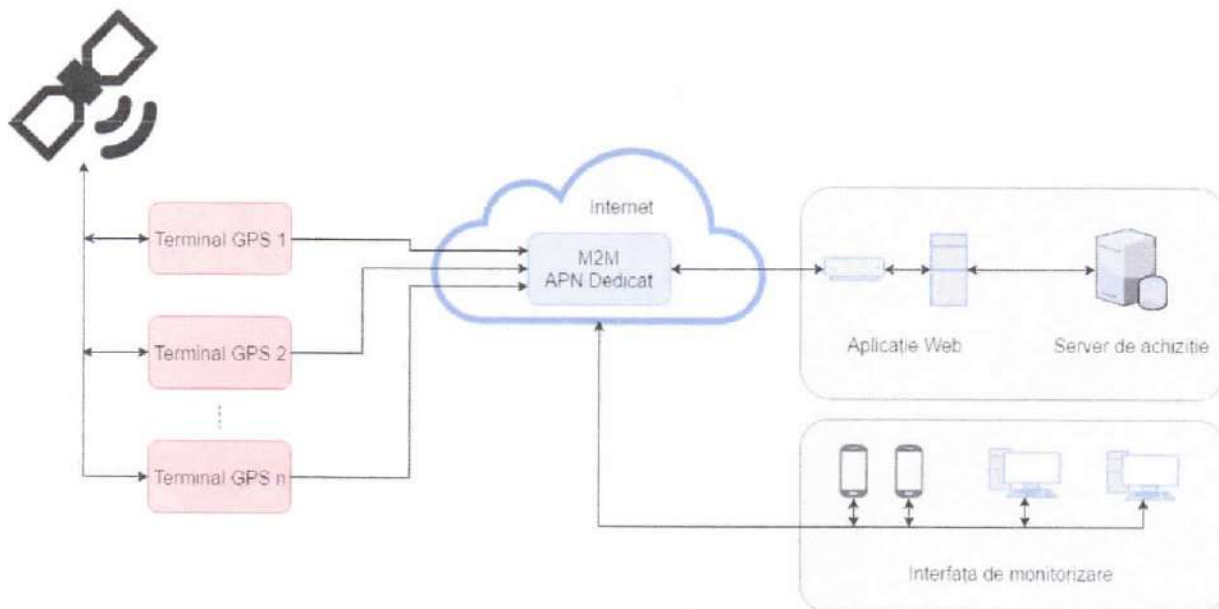 Internet
M2M
APN Dedicat
Terminal GPS 1
Terminal GPS 2
Terminal GPS n
Aplicație Web
Server de achiziție
Interfața de monitorizare